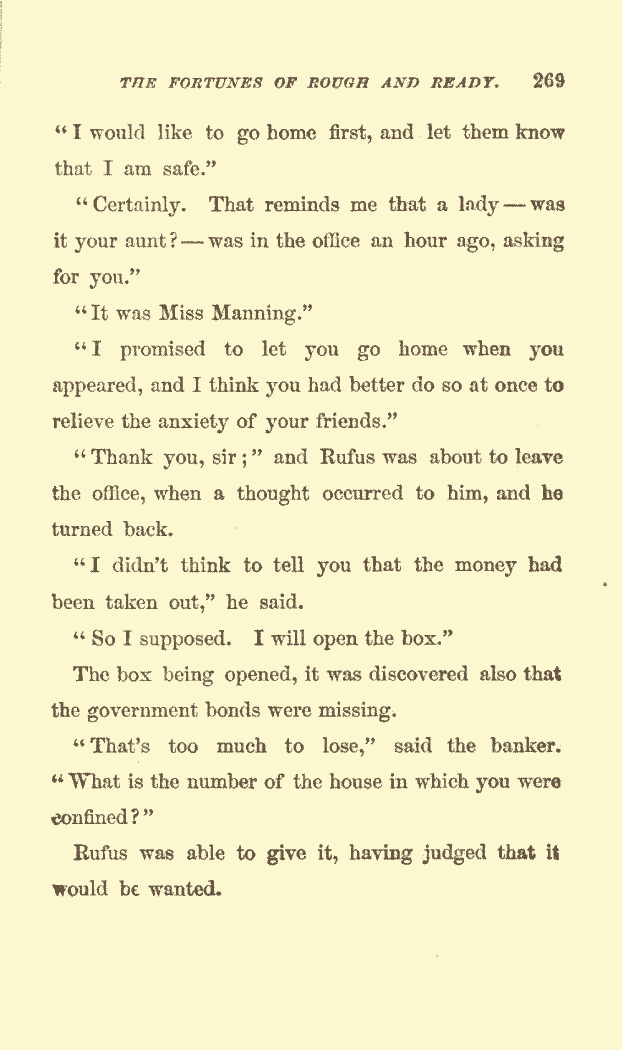 THE FORTUNES OF ROUGH AND READY. 269
“I would like to go home first, and let them know
that I am safe.”
“Certainly. That reminds me that a lady—was
it your aunt?—was in the office an hour ago, asking
for you.”
“It was Miss Manning.”
“I promised to let you go home when you
appeared, and I think you had better do so at once to
relieve the anxiety of your friends.”
“Thank you, sir;” and Rufus was about to leave
the office, when a thought occurred to him, and he
turned back.
“I didn’t think to tell you that the money had
been taken out,” he said.
“So I supposed. I will open the box.”
The box being opened, it was discovered also that
the government bonds were missing.
“That’s too much to lose,” said the banker.
“What is the number of the house in which you were
confined?”
Rufus was able to give it, having judged that it
would be wanted.